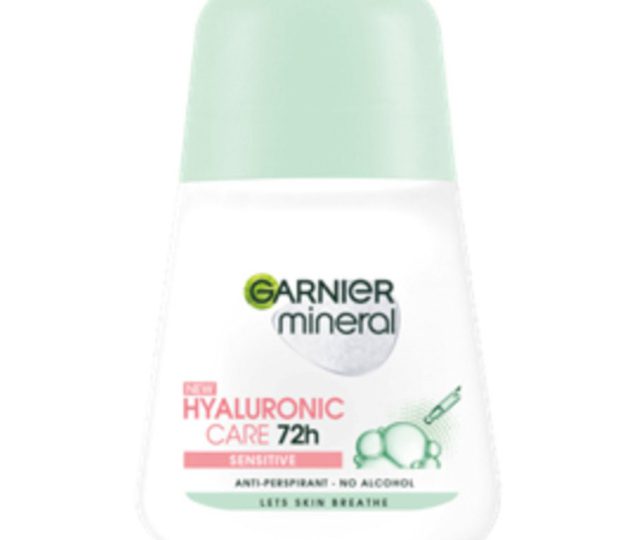 GARNIER
mineral
NEW
HYALURONIC
CARE 72h
SENSITIVE
ANTI-PERSPIRANT - NO ALCOHOL
LETS SKIN BREATHE